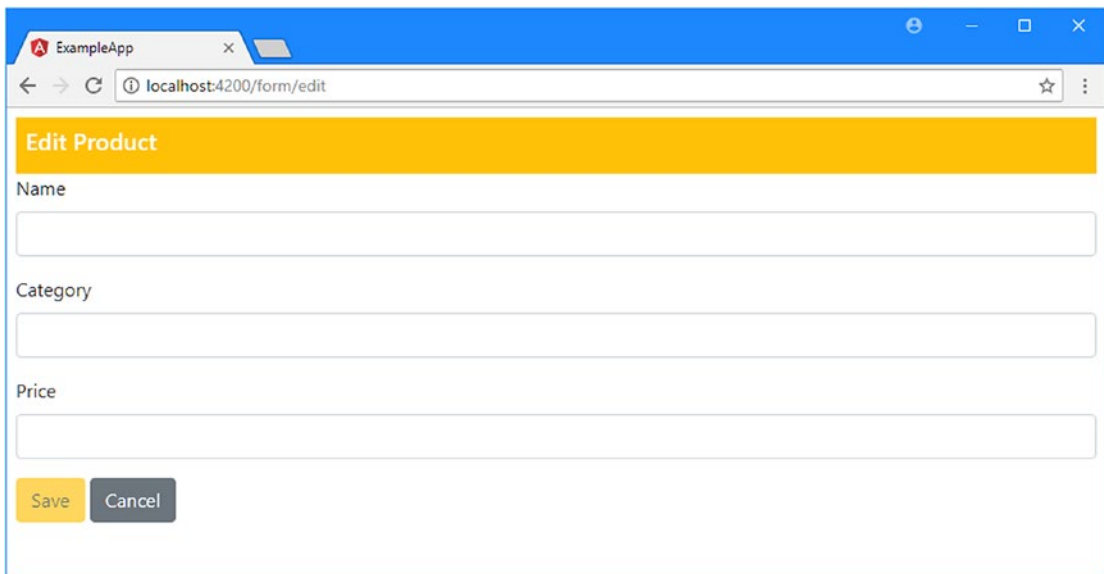 ExampleApp
localhost:4200/form/edit
Edit Product
Name
Category
Price
Save Cancel